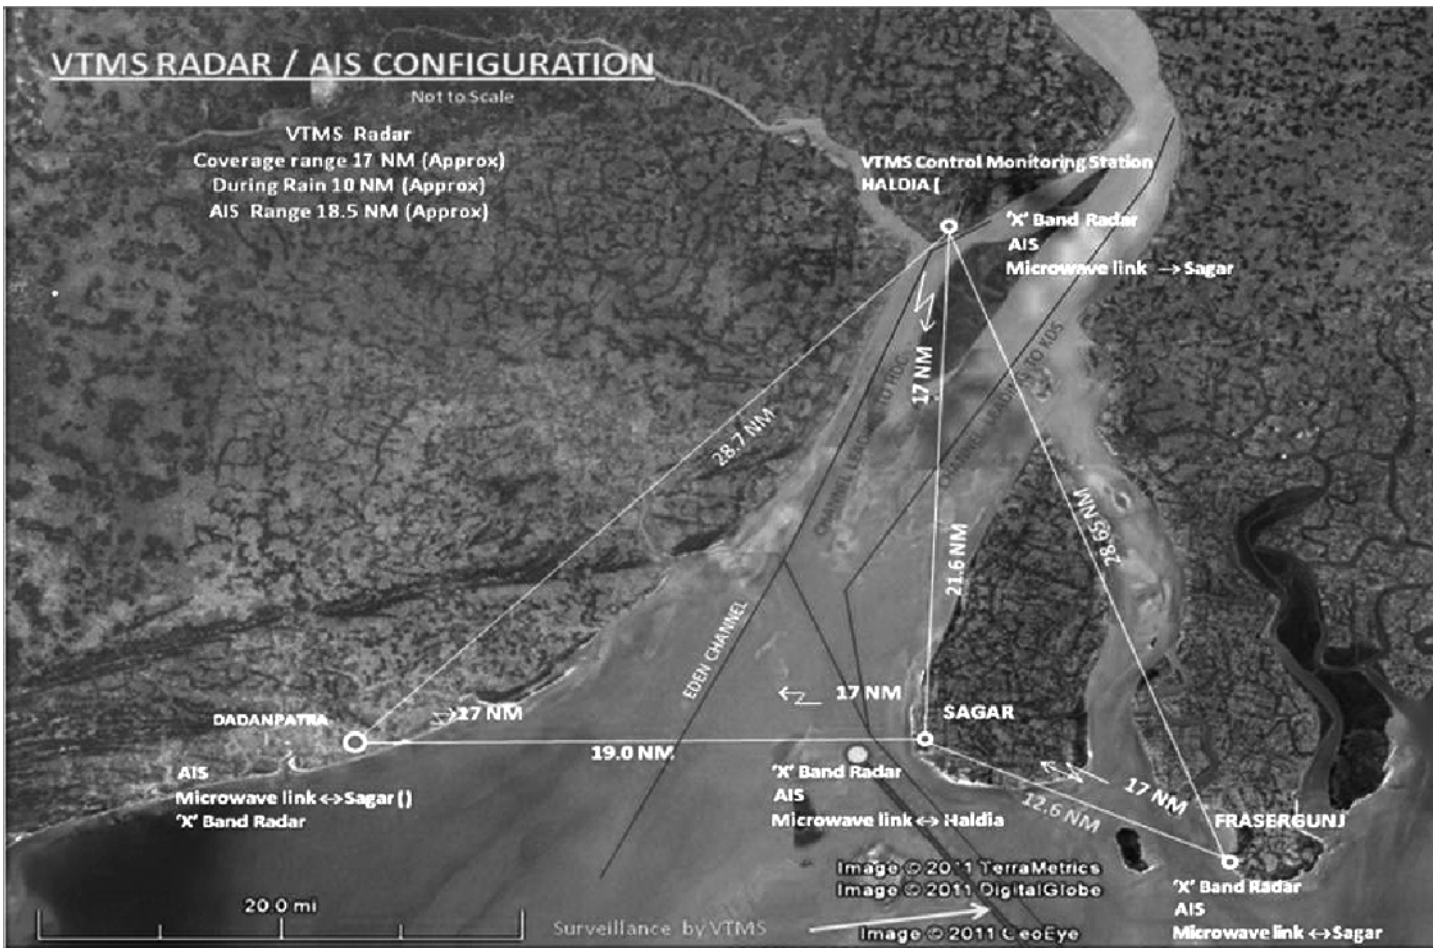 VTMS RADAR / AIS CONFIGURATION
Not to Scale
VTMS Radar
Coverage range 17 NM (Approx)
During Rain 10 NM (Approx)
AIS Range 18.5 NM (Approx)
VTMS Control Monitoring Station
HALDIA [
'X' Band Radar
AIS
Microwave link → Sagar
17 NM
28.7 NM
TO HDC
TO KDS
21.6 NM
28.65 NM
EDEN CHANNEL
17 NM
DADANPATRA
17 NM
SAGAR
19.0 NM
AIS
Microwave link ↔ Sagar ()
'X' Band Radar
'X' Band Radar
AIS
Microwave link ↔ Haldia
17 NM
12.6 NM
FRASERGUNJ
'X' Band Radar
AIS
Microwave link ↔ Sagar
Image © 2011 TerraMetrics
Image © 2011 DigitalGlobe
Image © 2011 GeoEye
20.0 mi
Surveillance by VTMS